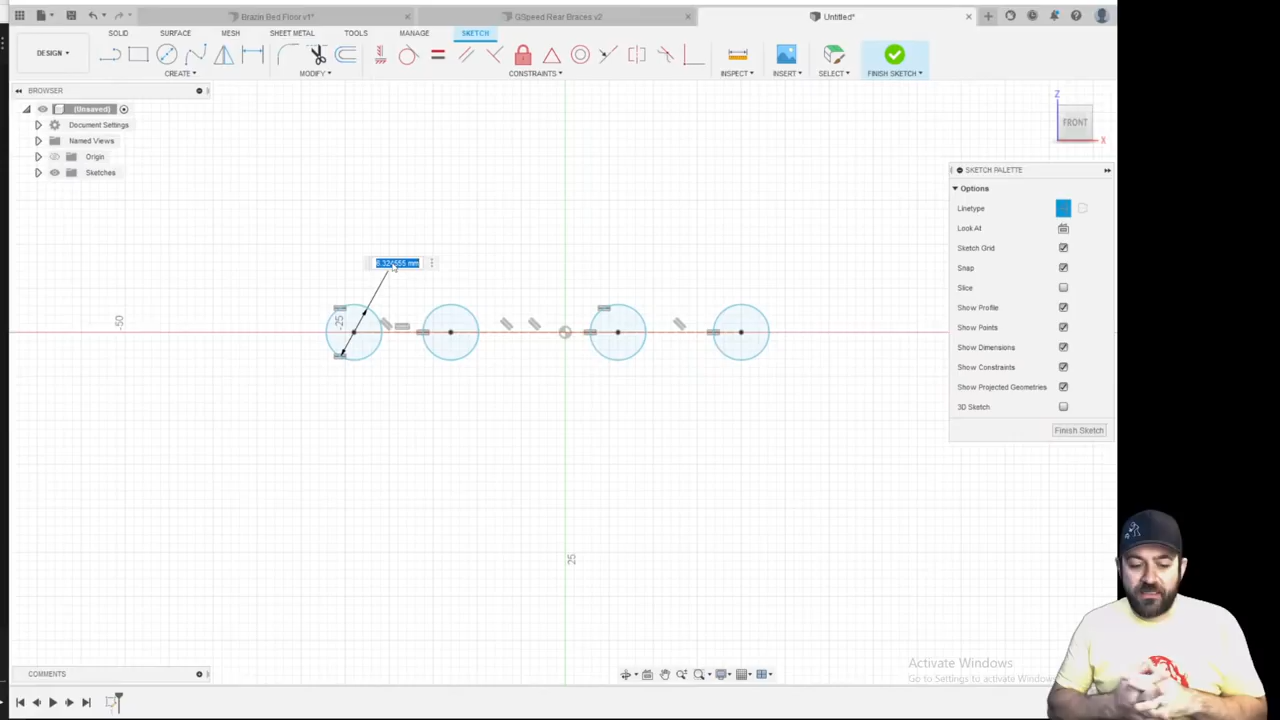 Brazin Bed Floor v1*
GSpeed Rear Braces v2
Untitled*
DESIGN
SOLID
SURFACE
MESH
SHEET METAL
TOOLS
MANAGE
SKETCH
CREATE
MODIFY
CONSTRAINTS
INSPECT
INSERT
SELECT
FINISH SKETCH
BROWSER
(Unsaved)
Document Settings
Named Views
Origin
Sketches
Z
FRONT
X
SKETCH PALETTE
Options
Linetype
Look At
Sketch Grid
Snap
Slice
Show Profile
Show Points
Show Dimensions
Show Constraints
Show Projected Geometries
3D Sketch
Finish Sketch
-50
-25
25
Activate Windows
Go to Settings to activate Windows
COMMENTS